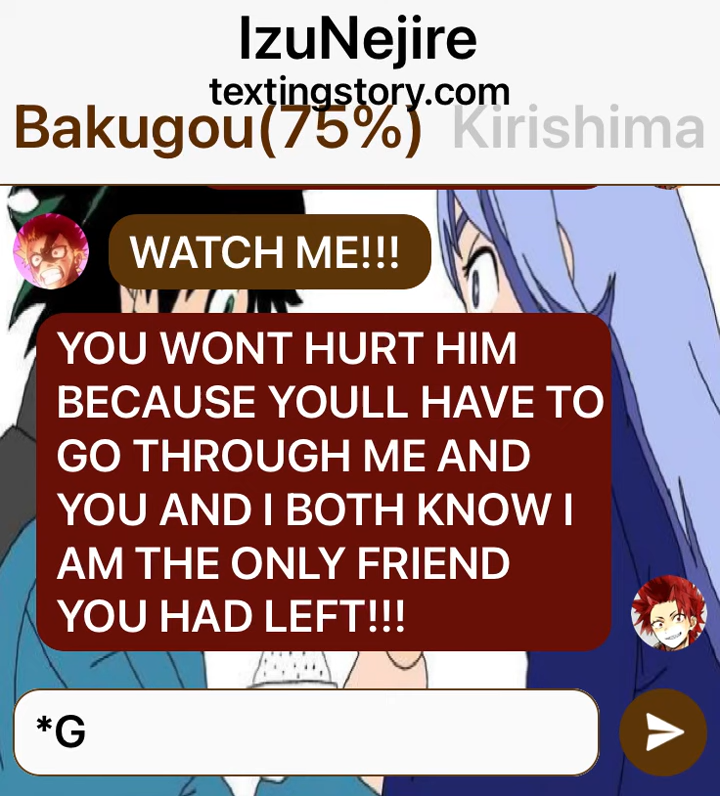 IzuNejire
textingstory.com
Bakugou(75%) Kirishima
WATCH ME!!!
YOU WONT HURT HIM
BECAUSE YOULL HAVE TO
GO THROUGH ME AND
YOU AND I BOTH KNOW I
AM THE ONLY FRIEND
YOU HAD LEFT!!!
*G